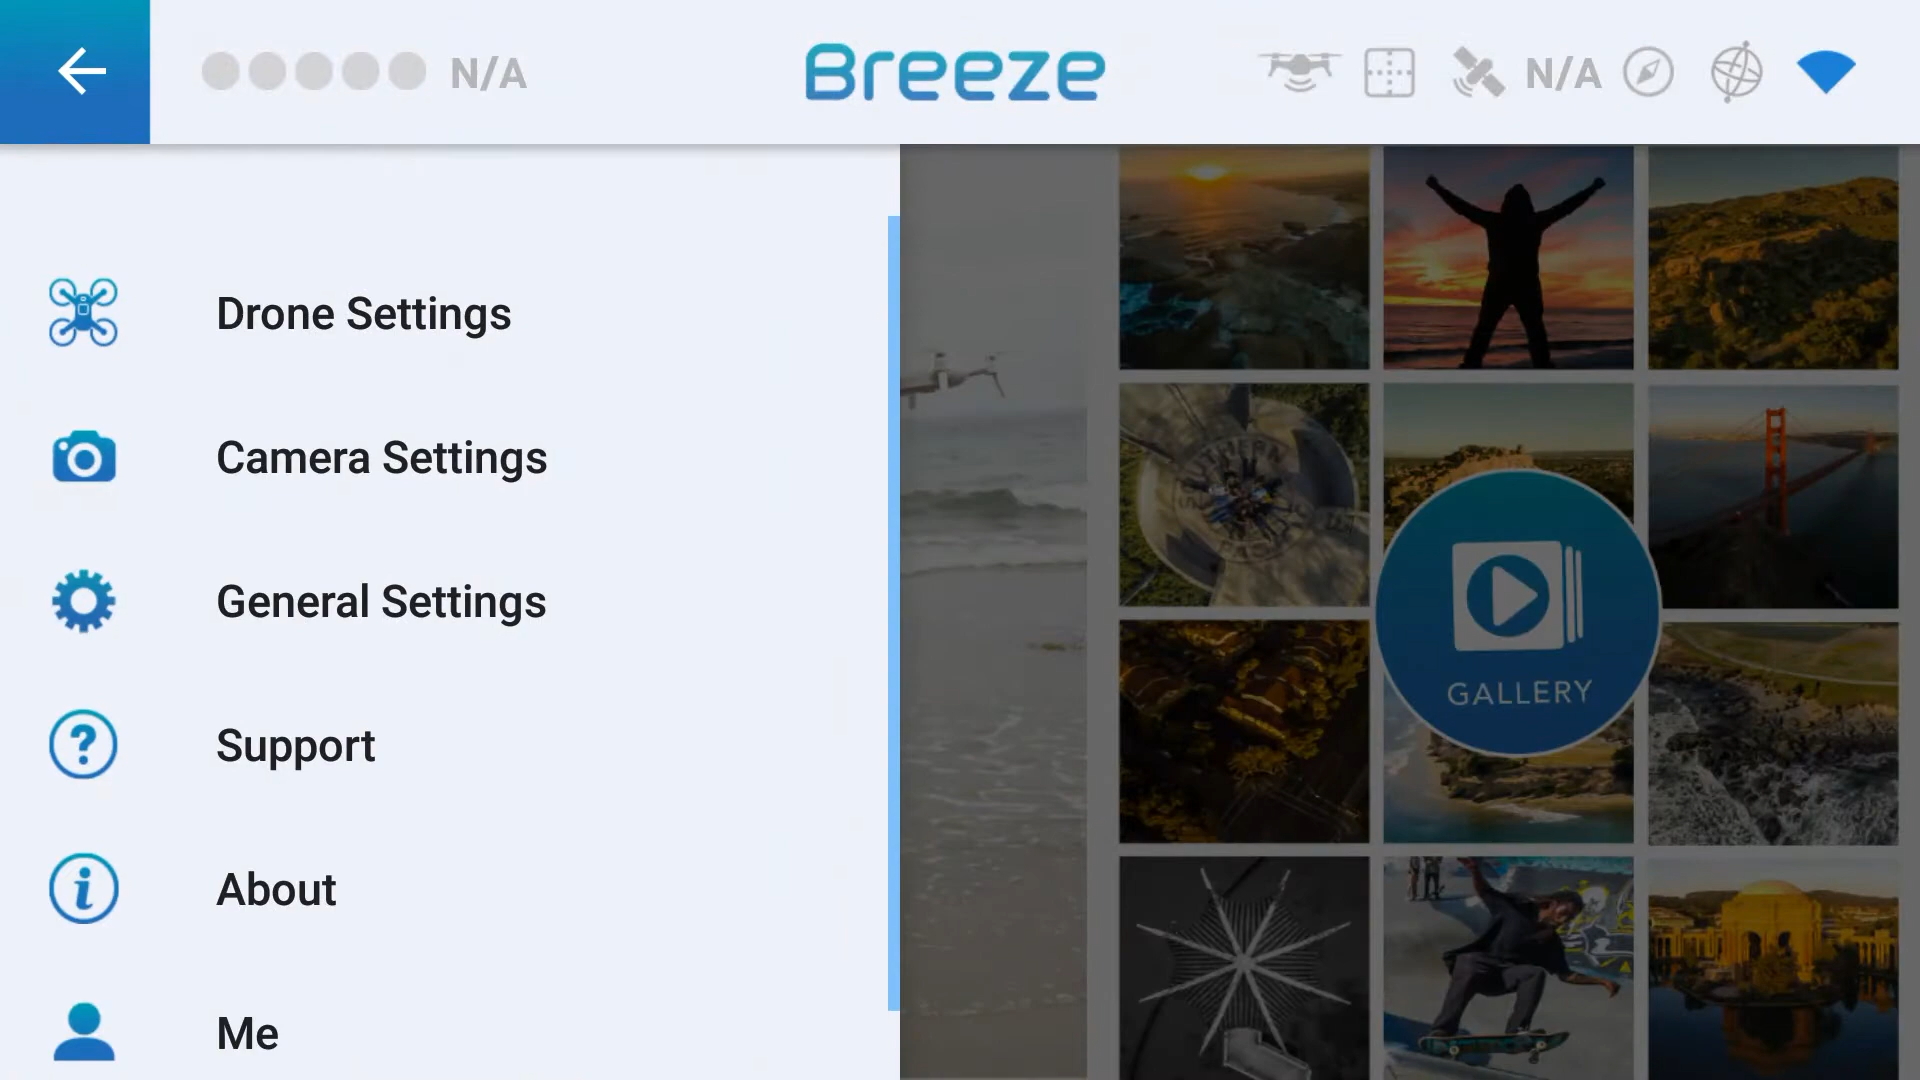 N/A
Breeze
N/A
Drone Settings
Camera Settings
General Settings
Support
About
Me
GALLERY